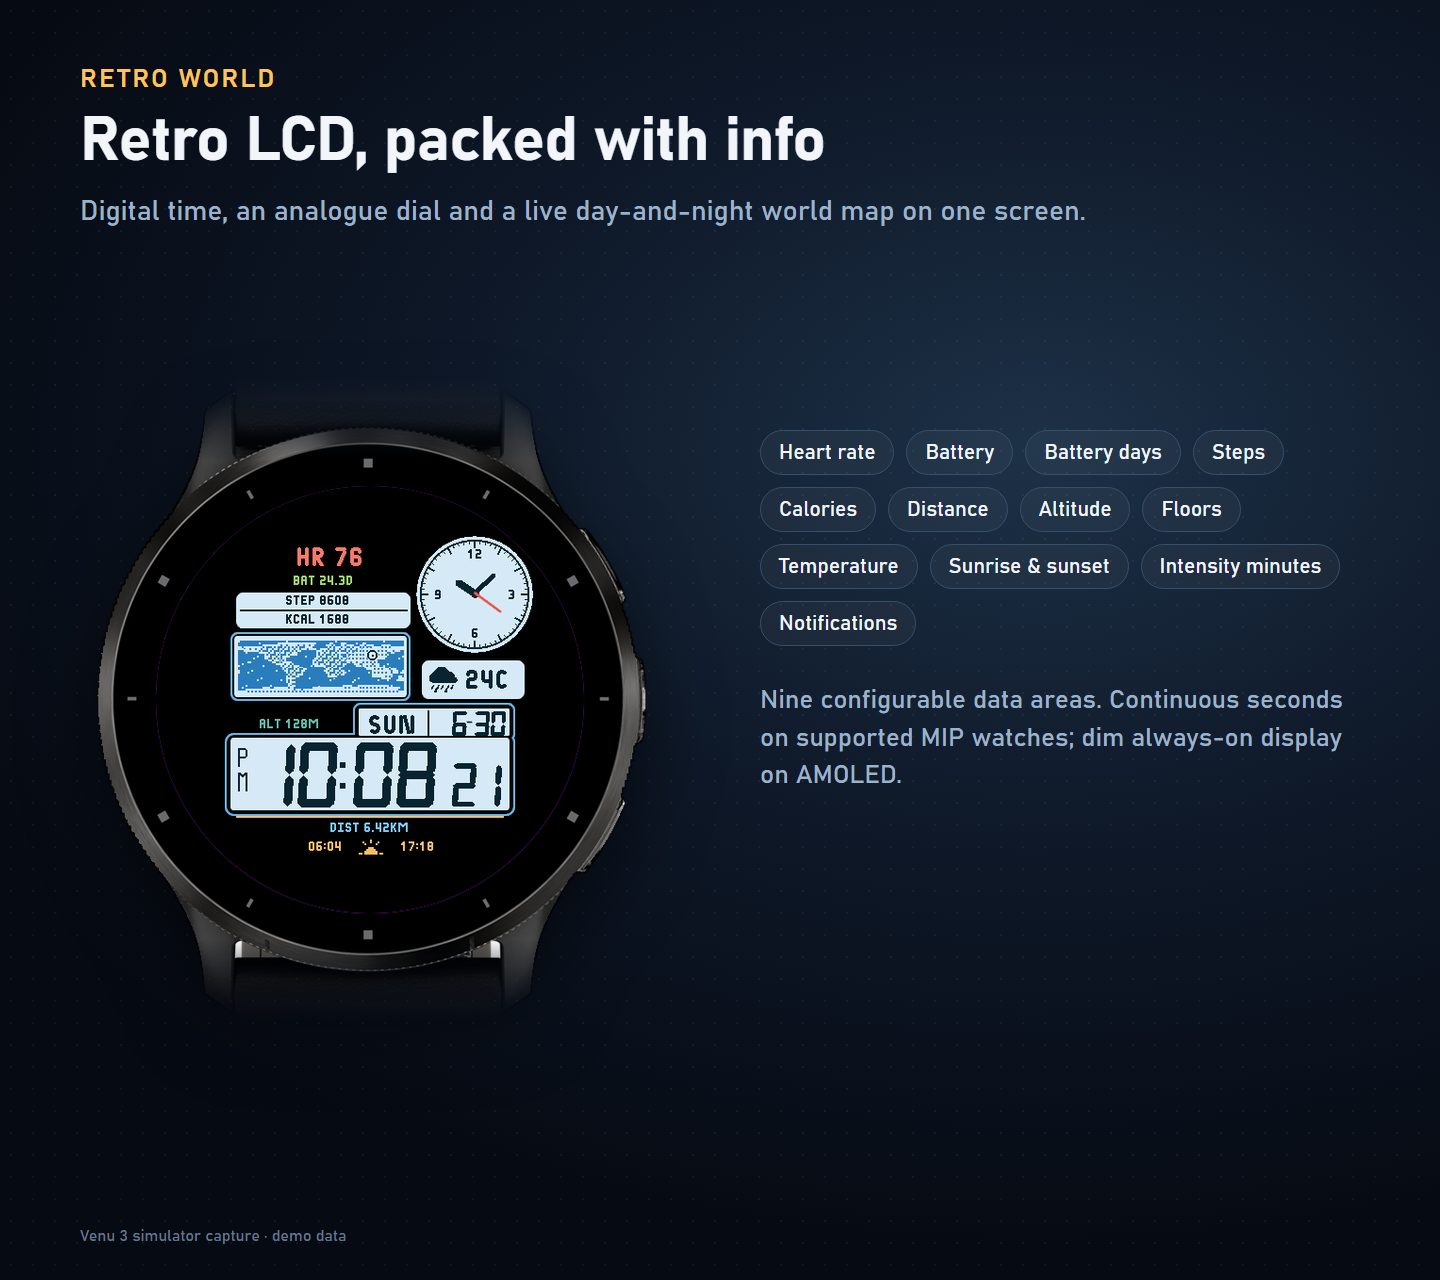 RETRO WORLD
Retro LCD, packed with info
Digital time, an analogue dial and a live day-and-night world map on one screen.
HR 76
BAT 24.3D
STEP 8608
KCAL 1688
12
9
3
6
24C
ALT 128M
SUN 6-30
PM 10:08 21
DIST 6.42KM
06:04 17:18
Heart rate
Battery
Battery days
Steps
Calories
Distance
Altitude
Floors
Temperature
Sunrise & sunset
Intensity minutes
Notifications
Nine configurable data areas. Continuous seconds
on supported MIP watches; dim always-on display
on AMOLED.
Venu 3 simulator capture · demo data